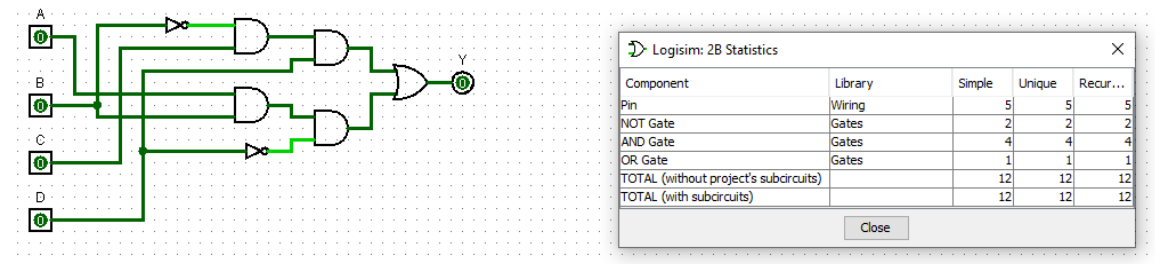 A
0
B
0
C
0
D
0
Y
0
Logisim: 2B Statistics
Component Library Simple Unique Recur...
Pin Wiring 5 5 5
NOT Gate Gates 2 2 2
AND Gate Gates 4 4 4
OR Gate Gates 1 1 1
TOTAL (without project's subcircuits) 12 12 12
TOTAL (with subcircuits) 12 12 12
Close